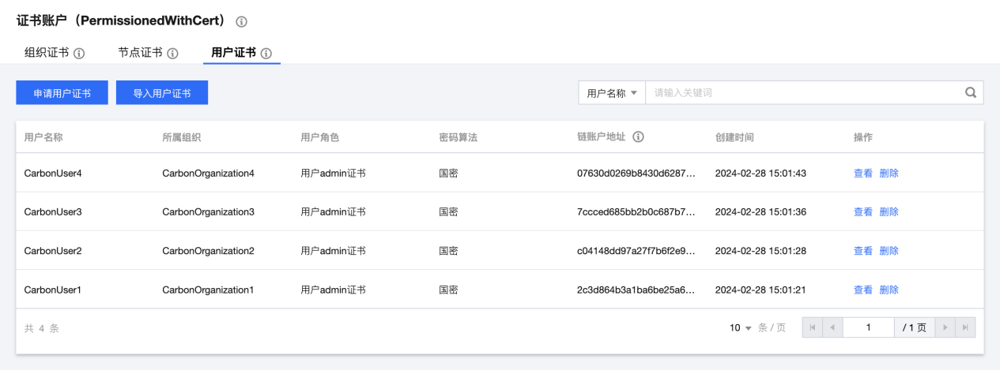 证书账户（PermissionedWithCert）
组织证书 节点证书 用户证书
申请用户证书 导入用户证书 用户名称 请输入关键词
用户名称 所属组织 用户角色 密码算法 链账户地址 创建时间 操作
CarbonUser4 CarbonOrganization4 用户admin证书 国密 07630d0269b8430d6287... 2024-02-28 15:01:43 查看 删除
CarbonUser3 CarbonOrganization3 用户admin证书 国密 7ccced685bb2b0c687b7... 2024-02-28 15:01:36 查看 删除
CarbonUser2 CarbonOrganization2 用户admin证书 国密 c04148dd97a27f7b6f2e9... 2024-02-28 15:01:28 查看 删除
CarbonUser1 CarbonOrganization1 用户admin证书 国密 2c3d864b3a1ba6be25a6... 2024-02-28 15:01:21 查看 删除
共 4 条 10 条 / 页 1 / 1 页